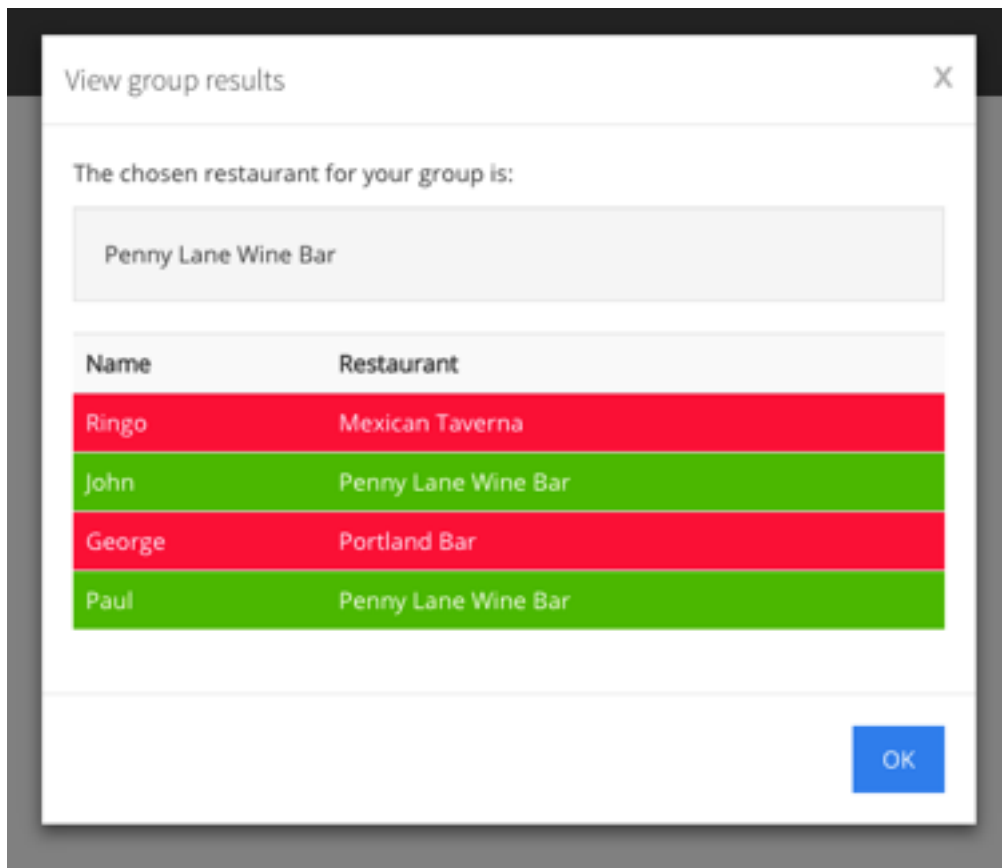 View group results X
The chosen restaurant for your group is:
Penny Lane Wine Bar
Name Restaurant
Ringo Mexican Taverna
John Penny Lane Wine Bar
George Portland Bar
Paul Penny Lane Wine Bar
OK